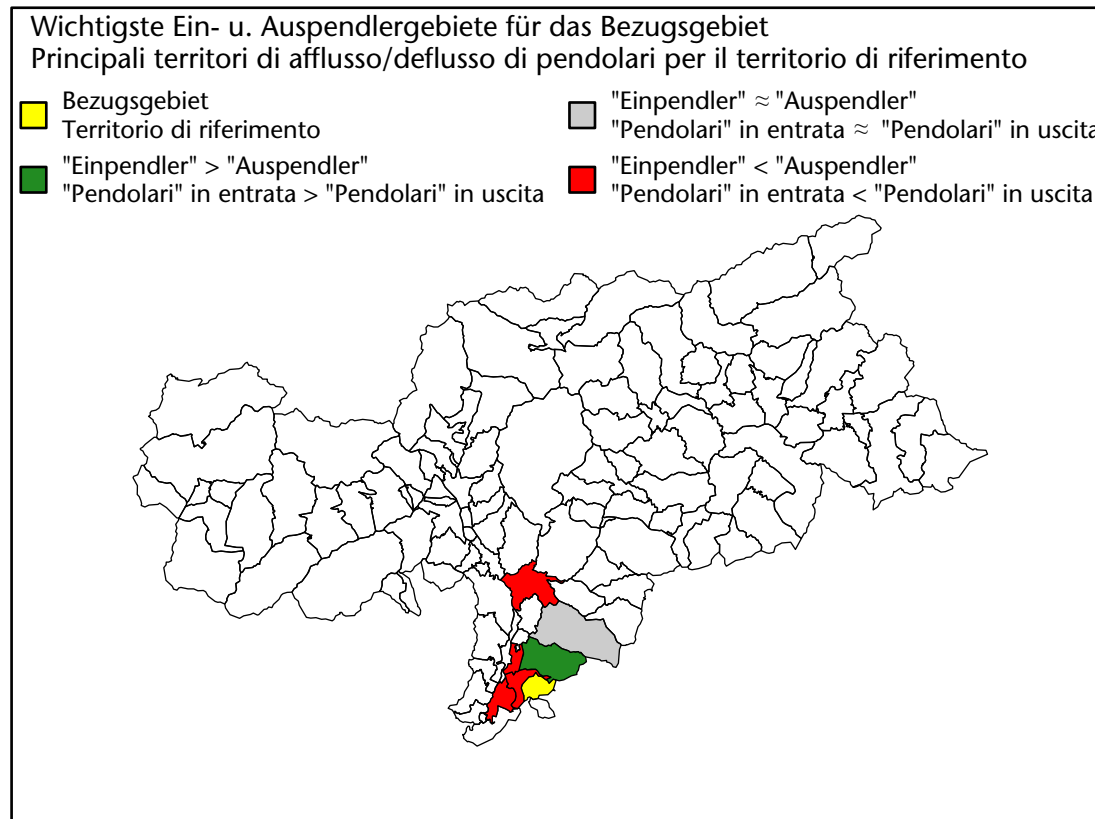 Wichtigste Ein- u. Auspendlergebiete für das Bezugsgebiet
Principali territori di afflusso/deflusso di pendolari per il territorio di riferimento
Bezugsgebiet
Territorio di riferimento
"Einpendler" > "Auspendler"
"Pendolari" in entrata > "Pendolari" in uscita
"Einpendler" ≈ "Auspendler"
"Pendolari" in entrata ≈ "Pendolari" in uscita
"Einpendler" < "Auspendler"
"Pendolari" in entrata < "Pendolari" in uscita